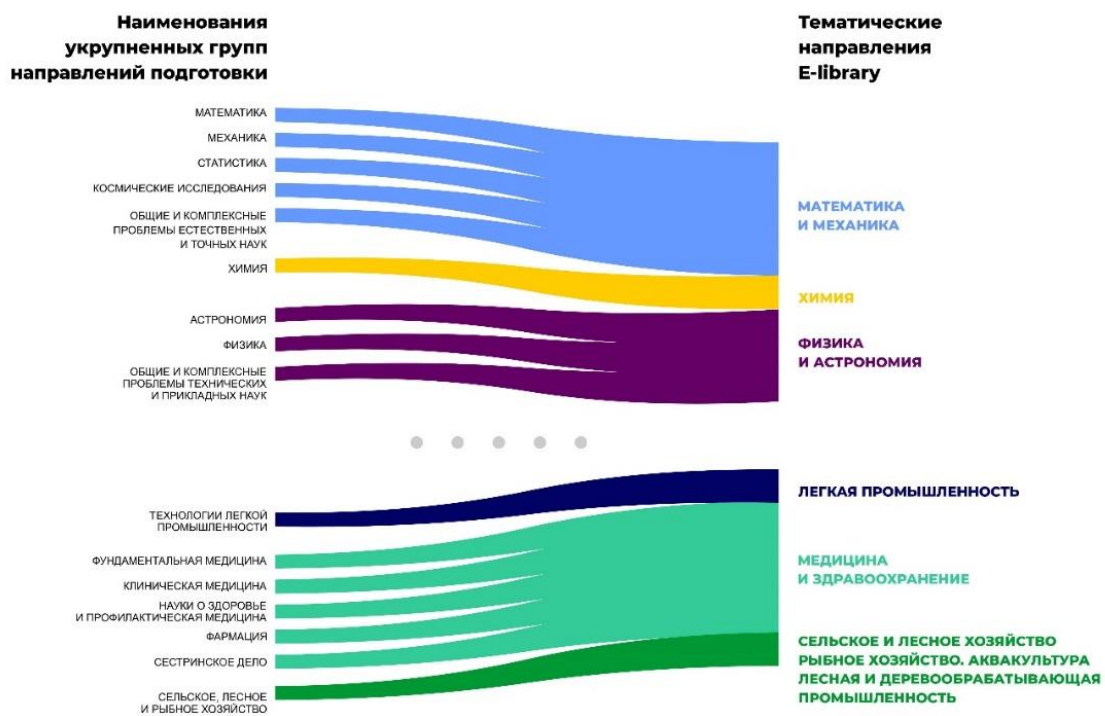 Наименования
укрупненных групп
направлений подготовки
Тематические
направления
E-library
МАТЕМАТИКА
МЕХАНИКА
СТАТИСТИКА
КОСМИЧЕСКИЕ ИССЛЕДОВАНИЯ
ОБЩИЕ И КОМПЛЕКСНЫЕ
ПРОБЛЕМЫ ЕСТЕСТВЕННЫХ
И ТОЧНЫХ НАУК
МАТЕМАТИКА
И МЕХАНИКА
ХИМИЯ
ХИМИЯ
АСТРОНОМИЯ
ФИЗИКА
ОБЩИЕ И КОМПЛЕКСНЫЕ
ПРОБЛЕМЫ ТЕХНИЧЕСКИХ
И ПРИКЛАДНЫХ НАУК
ФИЗИКА
И АСТРОНОМИЯ
ТЕХНОЛОГИИ ЛЕГКОЙ
ПРОМЫШЛЕННОСТИ
ЛЕГКАЯ ПРОМЫШЛЕННОСТЬ
ФУНДАМЕНТАЛЬНАЯ МЕДИЦИНА
КЛИНИЧЕСКАЯ МЕДИЦИНА
НАУКИ О ЗДОРОВЬЕ
И ПРОФИЛАКТИЧЕСКАЯ МЕДИЦИНА
ФАРМАЦИЯ
СЕСТРИНСКОЕ ДЕЛО
МЕДИЦИНА
И ЗДРАВООХРАНЕНИЕ
СЕЛЬСКОЕ, ЛЕСНОЕ
И РЫБНОЕ ХОЗЯЙСТВО
СЕЛЬСКОЕ И ЛЕСНОЕ ХОЗЯЙСТВО
РЫБНОЕ ХОЗЯЙСТВО. АКВАКУЛЬТУРА
ЛЕСНАЯ И ДЕРЕВООБРАБАТЫВАЮЩАЯ
ПРОМЫШЛЕННОСТЬ